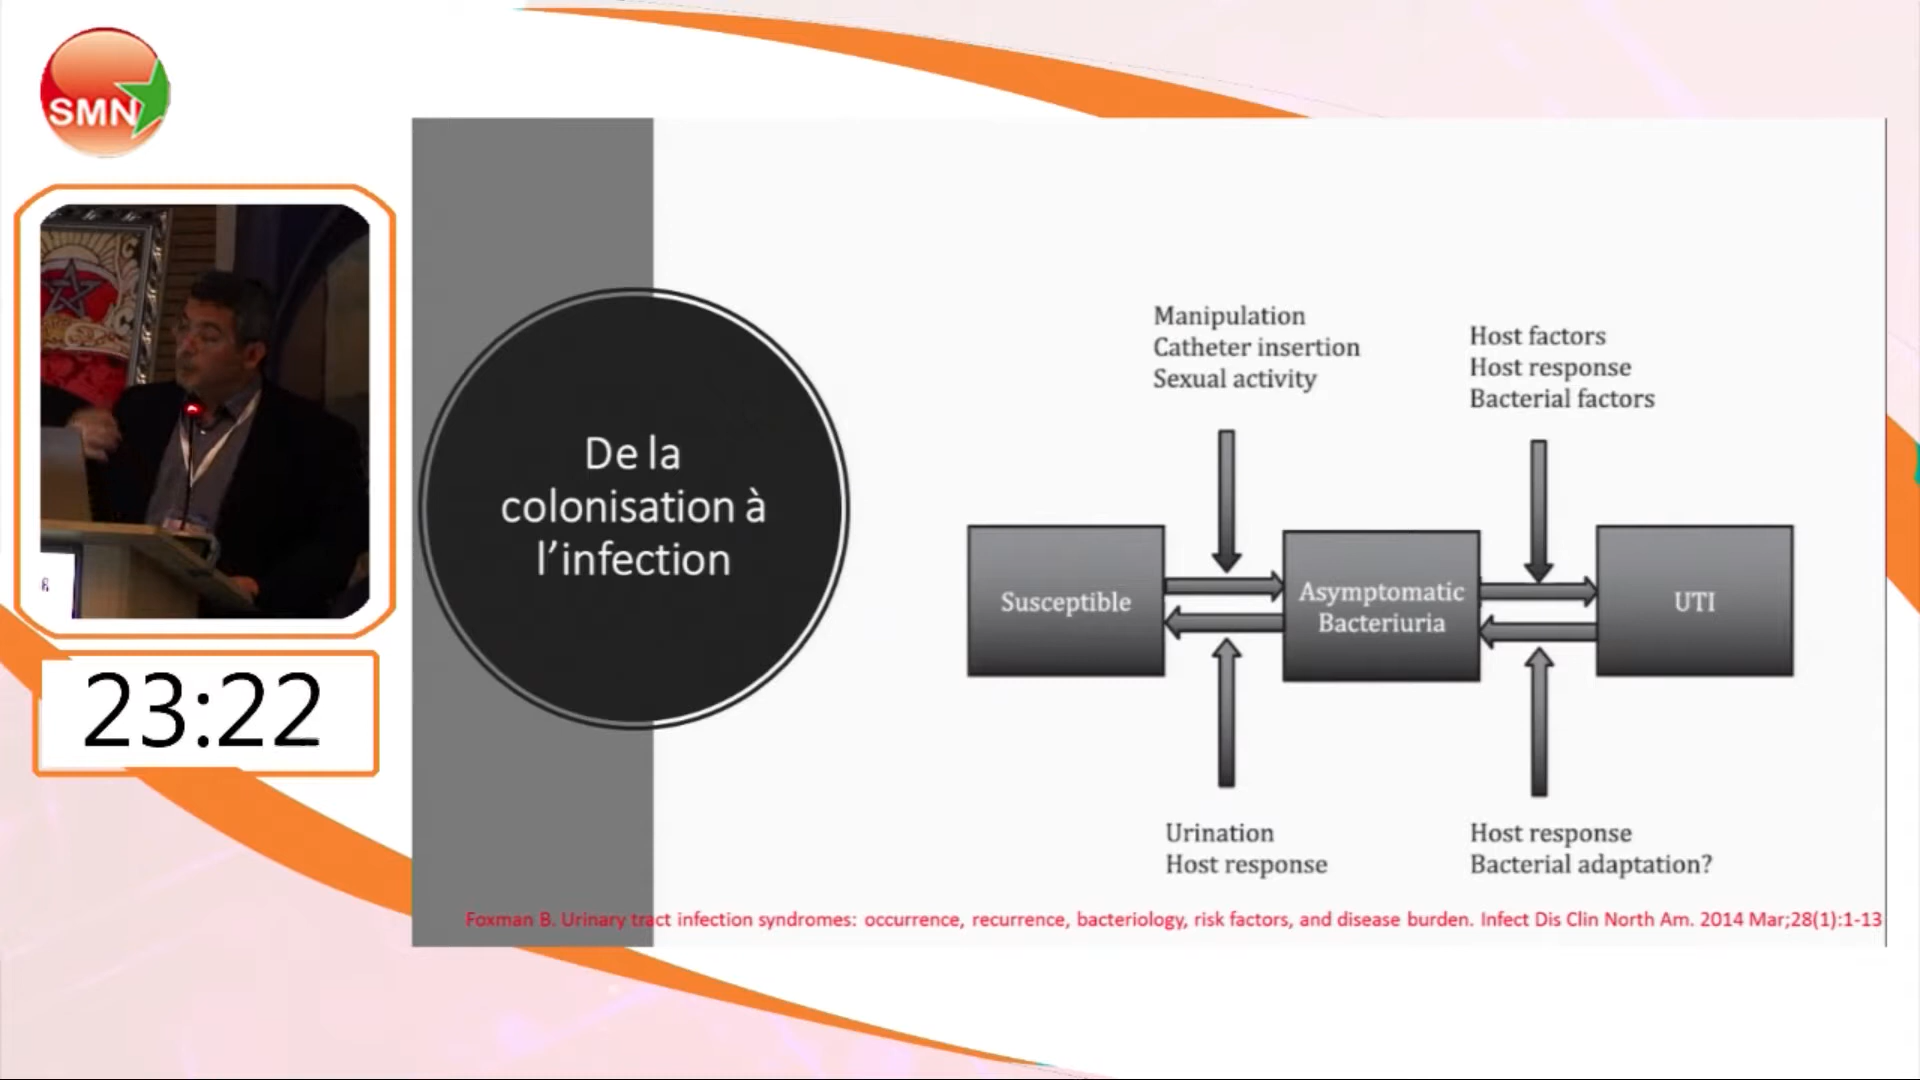 SMN
23:22
De la
colonisation à
l’infection
Manipulation
Catheter insertion
Sexual activity
Host factors
Host response
Bacterial factors
Susceptible
Asymptomatic
Bacteriuria
UTI
Urination
Host response
Host response
Bacterial adaptation?
Foxman B. Urinary tract infection syndromes: occurrence, recurrence, bacteriology, risk factors, and disease burden. Infect Dis Clin North Am. 2014 Mar;28(1):1-13